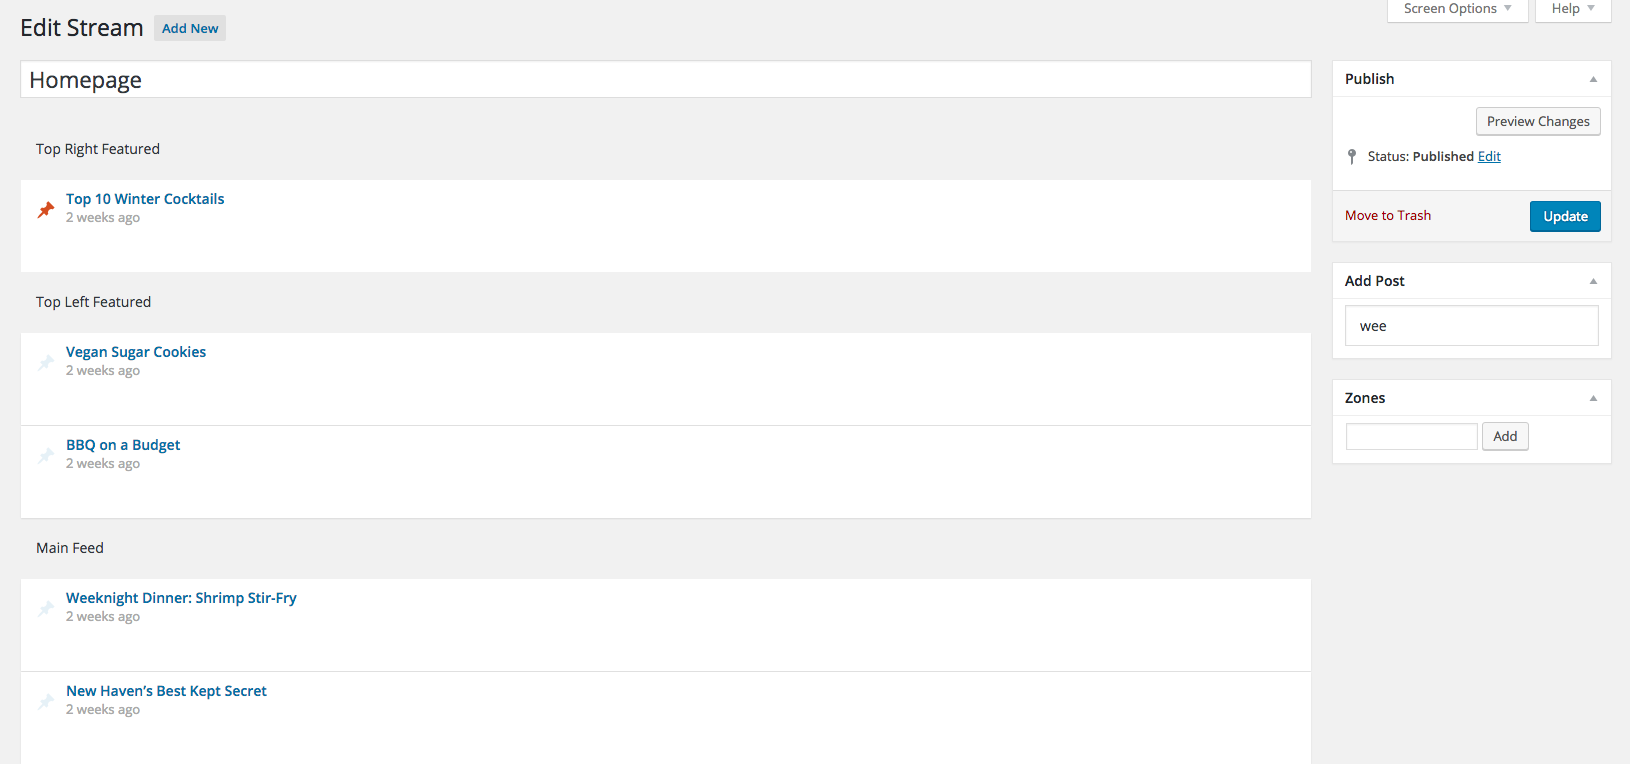 Edit Stream Add New
Screen Options Help
Homepage
Top Right Featured
Top 10 Winter Cocktails
2 weeks ago
Top Left Featured
Vegan Sugar Cookies
2 weeks ago
BBQ on a Budget
2 weeks ago
Main Feed
Weeknight Dinner: Shrimp Stir-Fry
2 weeks ago
New Haven’s Best Kept Secret
2 weeks ago
Publish
Preview Changes
Status: Published Edit
Move to Trash Update
Add Post
wee
Zones
Add